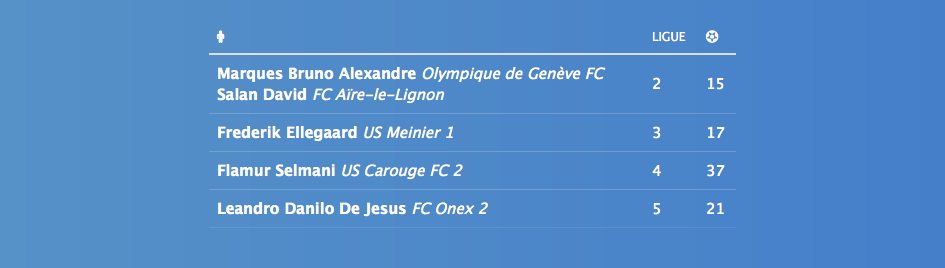 LIGUE
Marques Bruno Alexandre Olympique de Genève FC
Salan David FC Aïre-le-Lignon
2 15
Frederik Ellegaard US Meinier 1 3 17
Flamur Selmani US Carouge FC 2 4 37
Leandro Danilo De Jesus FC Onex 2 5 21